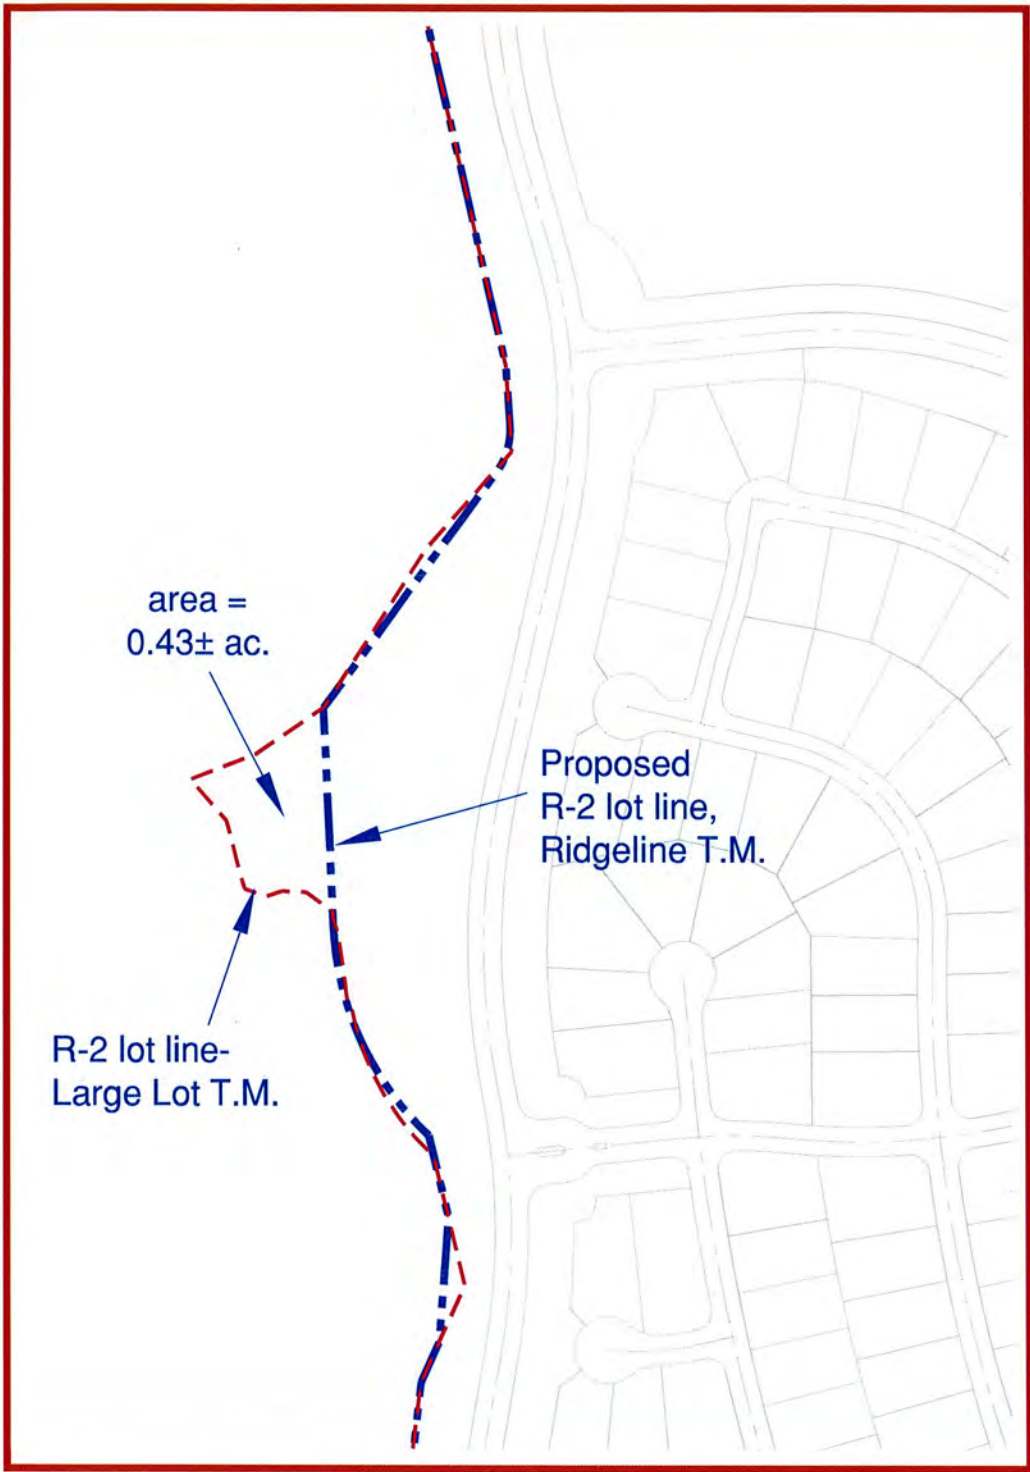 area =
0.43± ac.
Proposed
R-2 lot line,
Ridgeline T.M.
R-2 lot line-
Large Lot T.M.